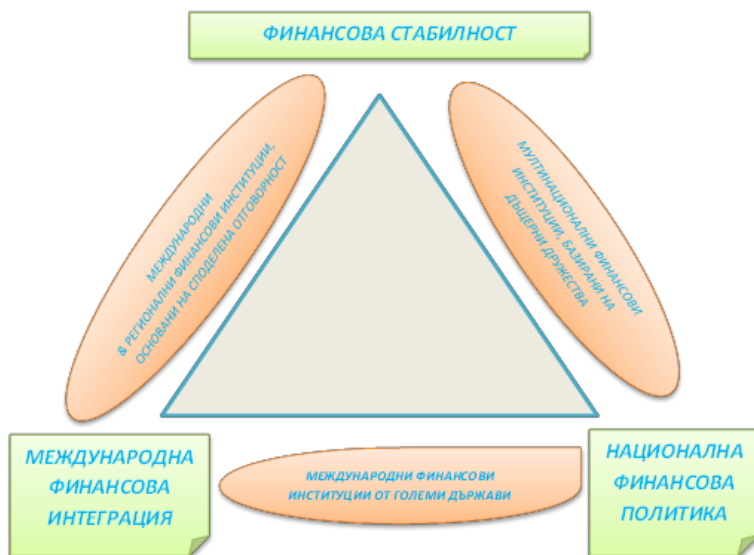 ФИНАНСОВА СТАБИЛНОСТ
МЕЖДУНАРОДНИ
& РЕГИОНАЛНИ ФИНАНСОВИ ИНСТИТУЦИИ,
ОСНОВАНИ НА СПОДЕЛЕНА ОТГОВОРНОСТ
МУЛТИНАЦИОНАЛНИ ФИНАНСОВИ
ИНСТИТУЦИИ, БАЗИРАНИ НА
ДЪЩЕРНИ ДРУЖЕСТВА
МЕЖДУНАРОДНА
ФИНАНСОВА
ИНТЕГРАЦИЯ
МЕЖДУНАРОДНИ ФИНАНСОВИ
ИНСТИТУЦИИ ОТ ГОЛЕМИ ДЪРЖАВИ
НАЦИОНАЛНА
ФИНАНСОВА
ПОЛИТИКА